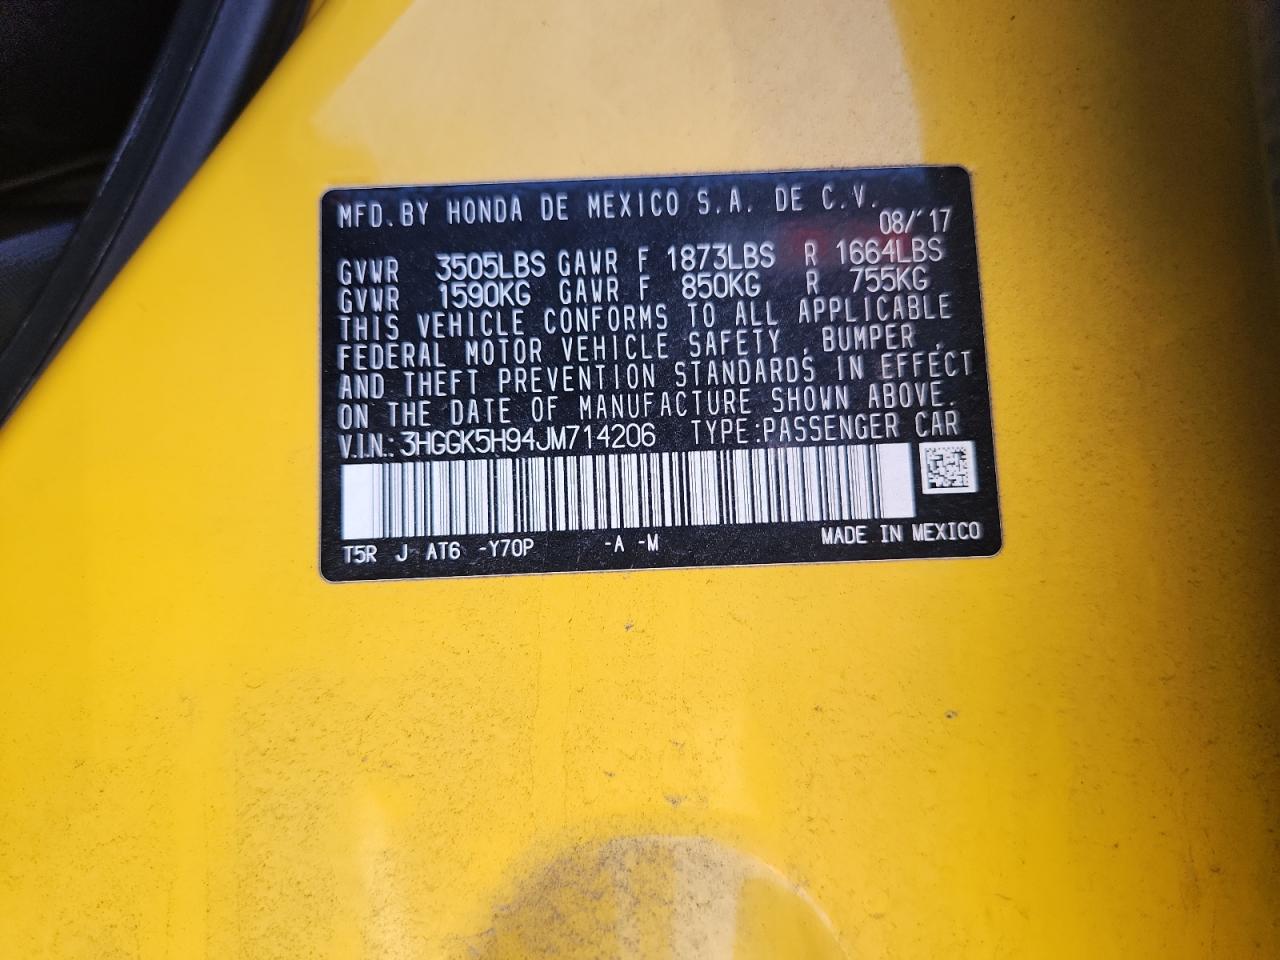 MFD. BY HONDA DE MEXICO S.A. DE C.V.
08/'17
GVWR 3505LBS GAWR F 1873LBS R 1664LBS
GVWR 1590KG GAWR F 850KG R 755KG
THIS VEHICLE CONFORMS TO ALL APPLICABLE
FEDERAL MOTOR VEHICLE SAFETY , BUMPER ,
AND THEFT PREVENTION STANDARDS IN EFFECT
ON THE DATE OF MANUFACTURE SHOWN ABOVE.
V.I.N.: 3HGGK5H94JM714206 TYPE:PASSENGER CAR
T5R J AT6 -Y70P -A -M MADE IN MEXICO